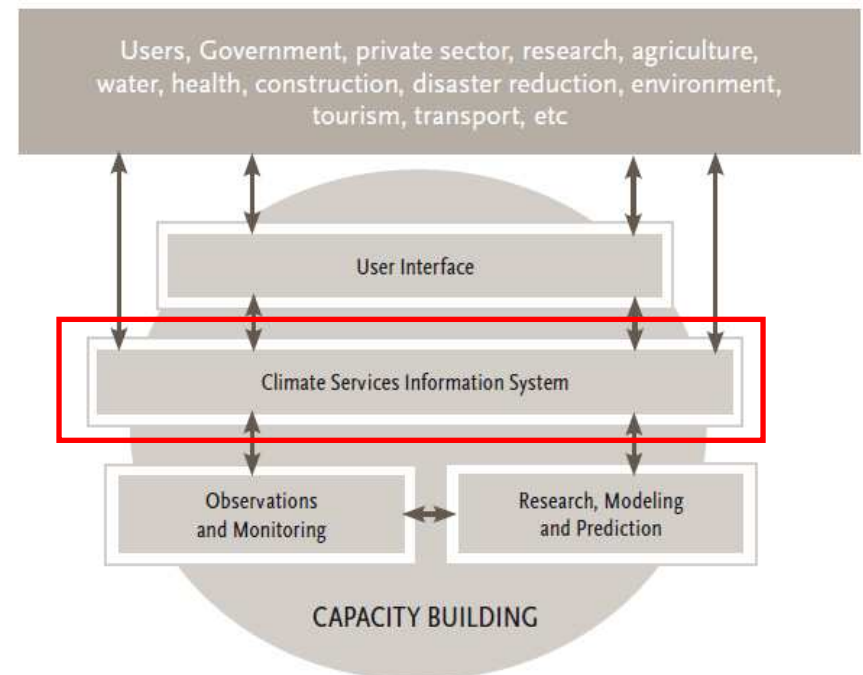 Users, Government, private sector, research, agriculture,
water, health, construction, disaster reduction, environment,
tourism, transport, etc
User Interface
Climate Services Information System
Observations
and Monitoring
Research, Modeling
and Prediction
CAPACITY BUILDING